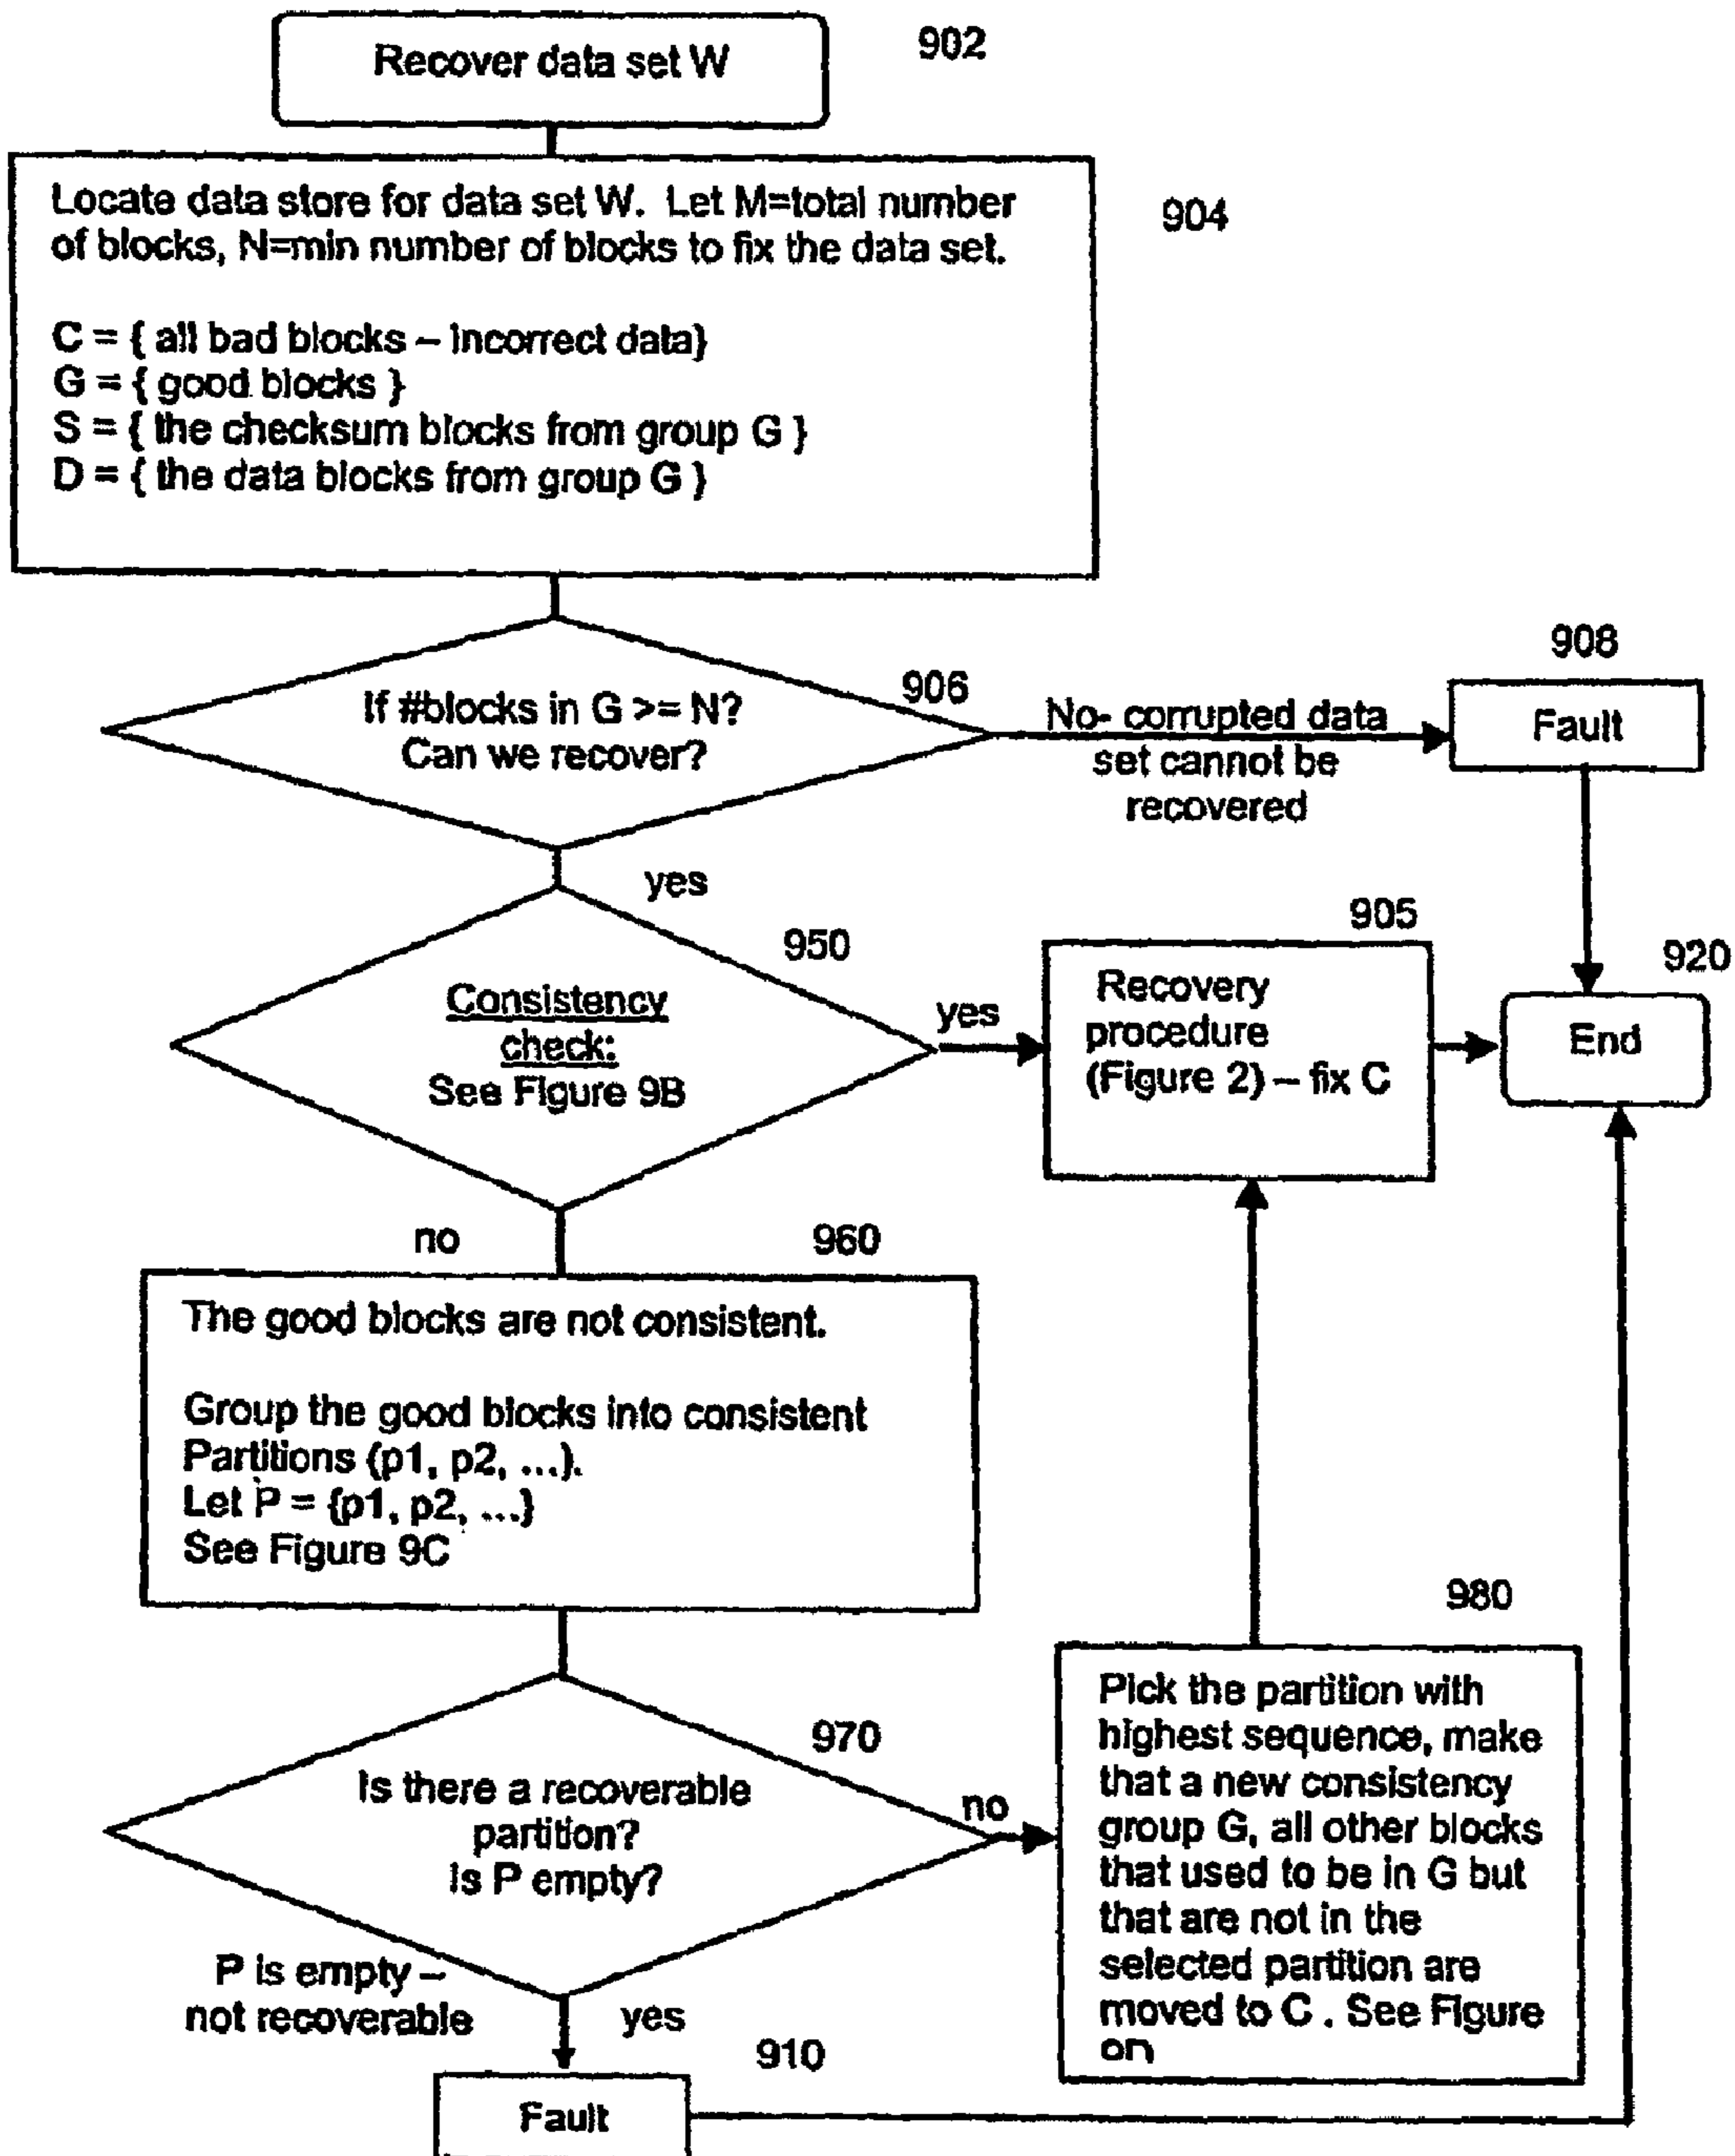 Recover data set W
902
Locate data store for data set W. Let M=total number
of blocks, N=min number of blocks to fix the data set.
C = { all bad blocks – incorrect data}
G = { good blocks }
S = { the checksum blocks from group G }
D = { the data blocks from group G }
904
If #blocks in G >= N?
Can we recover?
906
No- corrupted data
set cannot be
recovered
908
Fault
yes
950
Consistency
check:
See Figure 9B
yes
905
Recovery
procedure
(Figure 2) – fix C
920
End
no
960
The good blocks are not consistent.
Group the good blocks into consistent
Partitions (p1, p2, ...).
Let P = {p1, p2, ...}
See Figure 9C
970
Is there a recoverable
partition?
Is P empty?
no
980
Pick the partition with
highest sequence, make
that a new consistency
group G, all other blocks
that used to be in G but
that are not in the
selected partition are
moved to C . See Figure
P is empty –
not recoverable
yes
910
Fault